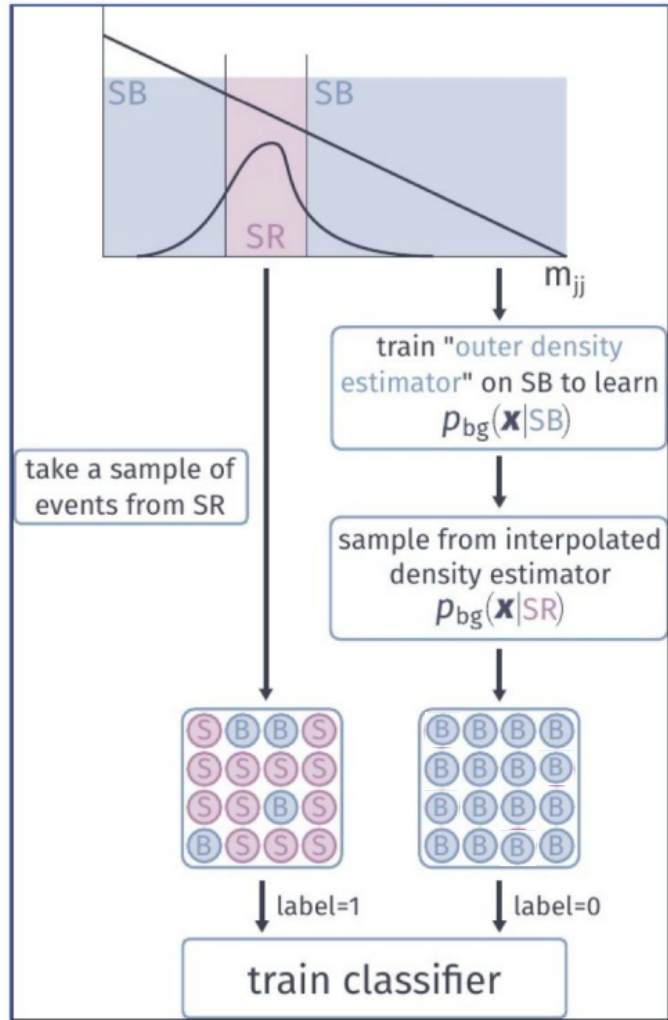 SB
SB
SR
m_jj
train "outer density
estimator" on SB to learn
p_bg(x|SB)
take a sample of
events from SR
sample from interpolated
density estimator
p_bg(x|SR)
S B B S
S S S S
S S B S
B S S S
B B B B
B B B B
B B B B
B B B B
label=1
label=0
train classifier